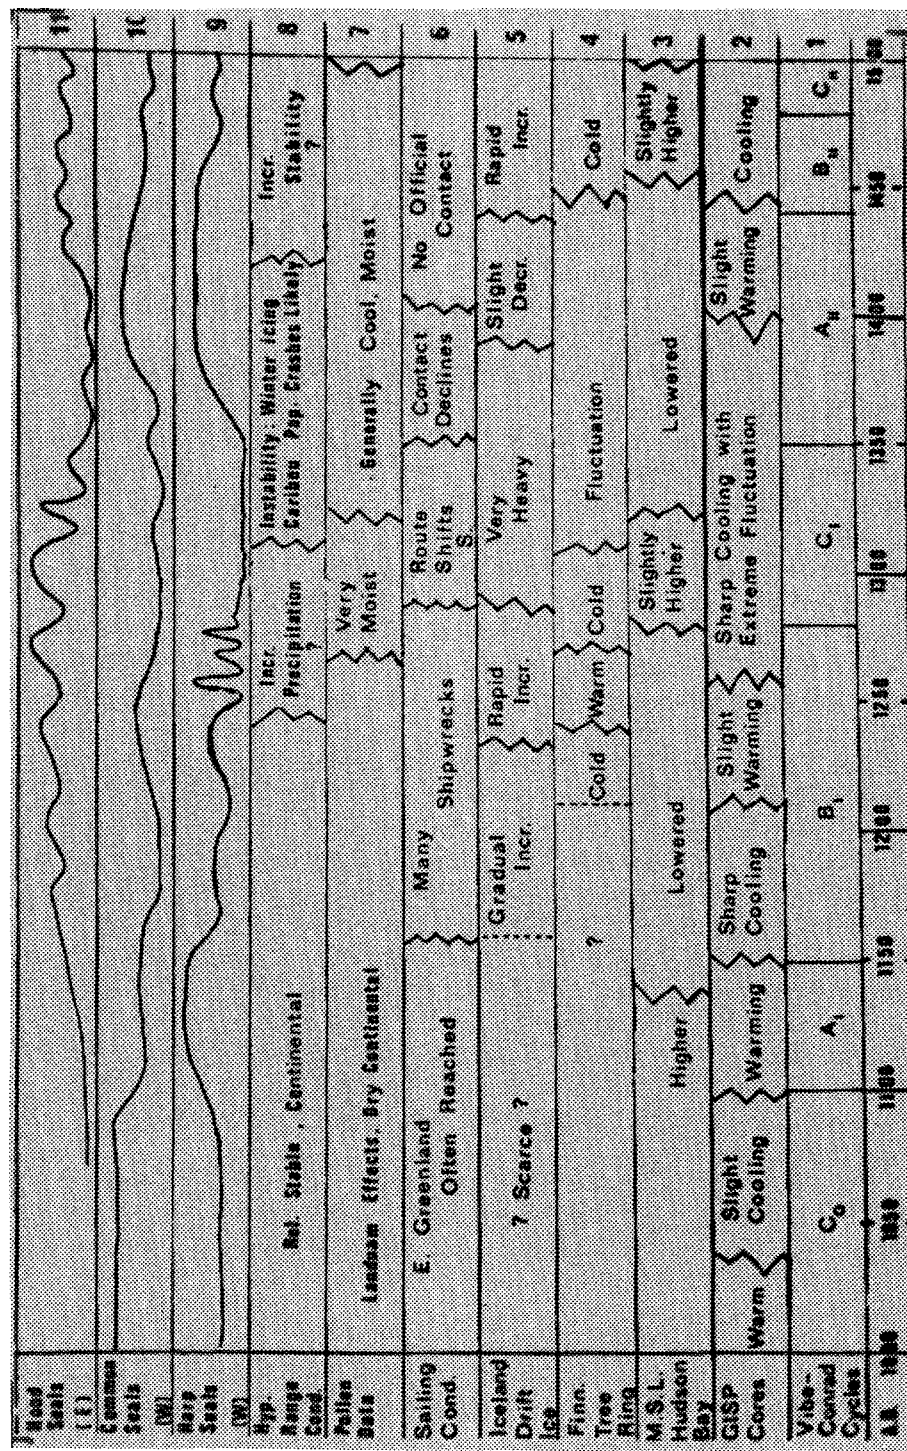 Hood
Seals
(E)
11
Common
Seals
(W)
10
Harp
Seals
(W)
9
Hyp.
Range
Cond.
Rel. Stable, Continental
Incr.
Precipitation
?
Instability: Winter Icing
Caribou Pop. Crashes Likely
Incr.
Stability
?
8
Pollen
Data
Landnam Effects, Dry Continental
Very
Moist
Generally Cool, Moist
7
Sailing
Cond.
E. Greenland
Often Reached
Many
Shipwrecks
Route
Shifts
S.
Contact
Declines
No Official
Contact
6
Iceland
Drift
Ice
? Scarce ?
Gradual
Incr.
Rapid
Incr.
Very
Heavy
Slight
Decr.
Rapid
Incr.
5
Finn.
Tree
Ring
?
Cold
Warm
Cold
Fluctuation
Cold
4
M.S.L.
Hudson
Bay
Higher
Lowered
Slightly
Higher
Lowered
Slightly
Higher
3
GISP
Cores
Warm
Slight
Cooling
Warming
Sharp
Cooling
Slight
Warming
Sharp Cooling with
Extreme Fluctuation
Slight
Warming
Cooling
2
Vibe-
Conrad
Cycles
C0
AI
BI
CI
AII
BII
CII
1
A.D. 1000 1050 1100 1150 1200 1250 1300 1350 1400 1450 1500